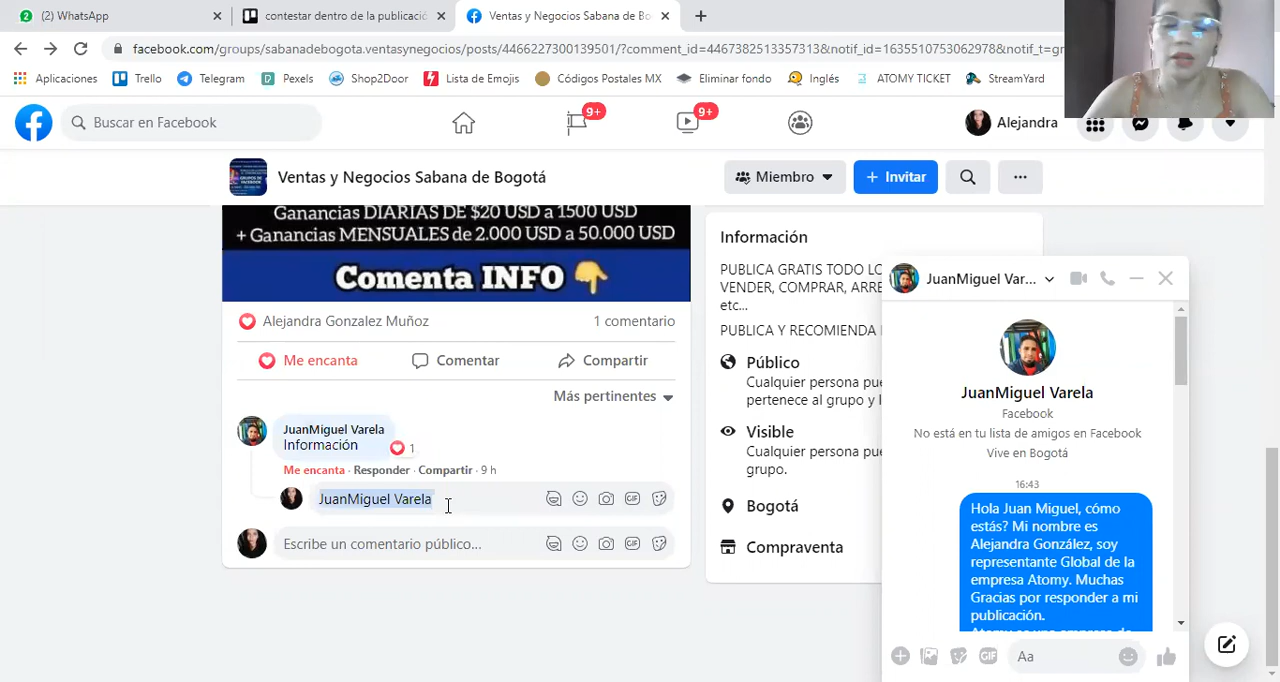 (2) WhatsApp
contestar dentro de la publicació
Ventas y Negocios Sabana de Bo
facebook.com/groups/sabanadebogota.ventasynegocios/posts/4466227300139501/?comment_id=4467382513357313&notif_id=1635510753062978&notif_t=gr
Aplicaciones
Trello
Telegram
Pexels
Shop2Door
Lista de Emojis
Códigos Postales MX
Eliminar fondo
Inglés
ATOMY TICKET
StreamYard
Buscar en Facebook
9+
9+
Alejandra
Ventas y Negocios Sabana de Bogotá
Miembro
+ Invitar
Ganancias DIARIAS DE $20 USD a 1500 USD
+ Ganancias MENSUALES de 2.000 USD a 50.000 USD
Comenta INFO
Alejandra Gonzalez Muñoz
1 comentario
Me encanta
Comentar
Compartir
Más pertinentes
JuanMiguel Varela
Información
1
Me encanta · Responder · Compartir · 9 h
JuanMiguel Varela
Escribe un comentario público...
Información
PUBLICA GRATIS TODO LO
VENDER, COMPRAR, ARRE
etc...
PUBLICA Y RECOMIENDA
Público
Cualquier persona pue
pertenece al grupo y l
Visible
Cualquier persona pue
grupo.
Bogotá
Compraventa
JuanMiguel Var...
JuanMiguel Varela
Facebook
No está en tu lista de amigos en Facebook
Vive en Bogotá
16:43
Hola Juan Miguel, cómo
estás? Mi nombre es
Alejandra González, soy
representante Global de la
empresa Atomy. Muchas
Gracias por responder a mi
publicación.
Atomy es una empresa de
GIF
Aa